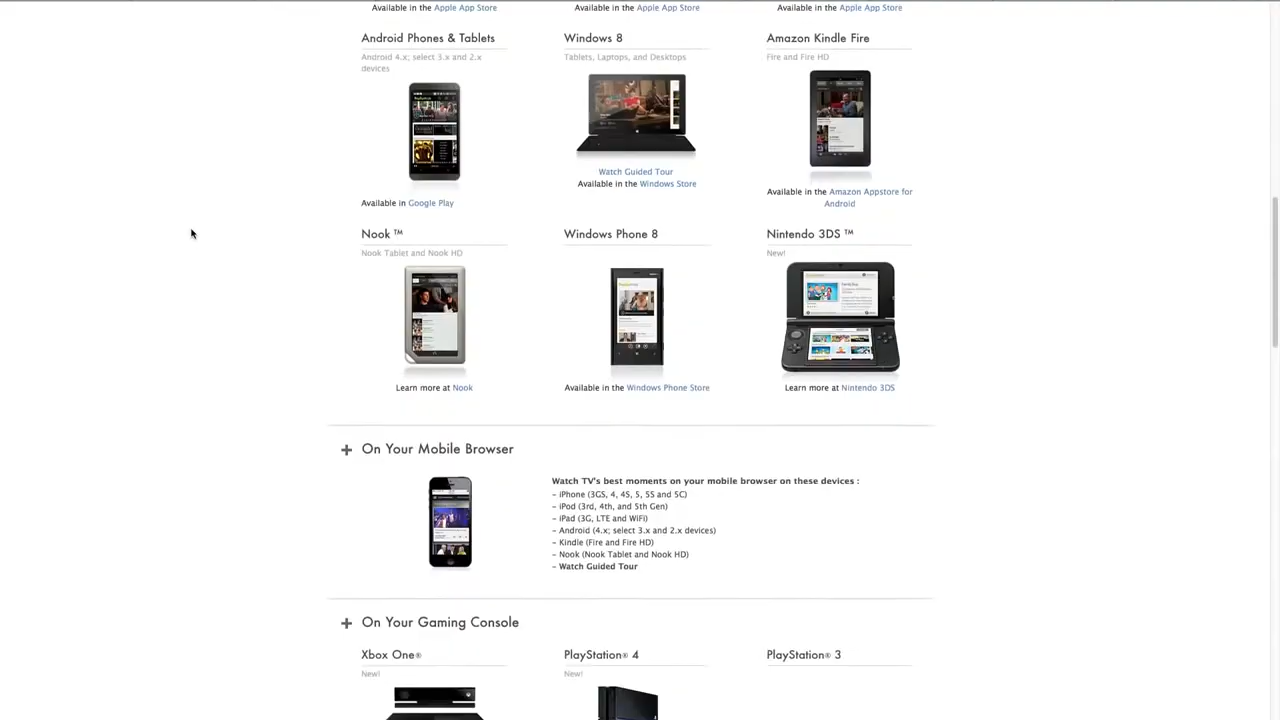 Available in the Apple App Store
Available in the Apple App Store
Available in the Apple App Store
Android Phones & Tablets
Android 4.x; select 3.x and 2.x
devices
Available in Google Play
Windows 8
Tablets, Laptops, and Desktops
Watch Guided Tour
Available in the Windows Store
Amazon Kindle Fire
Fire and Fire HD
Available in the Amazon Appstore for
Android
Nook ™
Nook Tablet and Nook HD
Learn more at Nook
Windows Phone 8
Available in the Windows Phone Store
Nintendo 3DS ™
New!
Learn more at Nintendo 3DS
+ On Your Mobile Browser
Watch TV's best moments on your mobile browser on these devices :
– iPhone (3GS, 4, 4S, 5, 5S and 5C)
– iPod (3rd, 4th, and 5th Gen)
– iPad (3G, LTE and WiFi)
– Android (4.x; select 3.x and 2.x devices)
– Kindle (Fire and Fire HD)
– Nook (Nook Tablet and Nook HD)
– Watch Guided Tour
+ On Your Gaming Console
Xbox One®
New!
PlayStation® 4
New!
PlayStation® 3